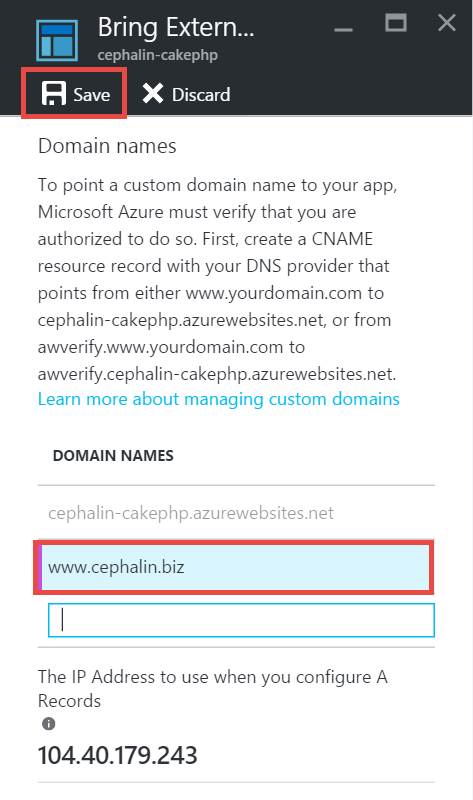 Bring Extern...
cephalin-cakephp
Save Discard
Domain names
To point a custom domain name to your app,
Microsoft Azure must verify that you are
authorized to do so. First, create a CNAME
resource record with your DNS provider that
points from either www.yourdomain.com to
cephalin-cakephp.azurewebsites.net, or from
awverify.www.yourdomain.com to
awverify.cephalin-cakephp.azurewebsites.net.
Learn more about managing custom domains
DOMAIN NAMES
cephalin-cakephp.azurewebsites.net
www.cephalin.biz
The IP Address to use when you configure A
Records
104.40.179.243